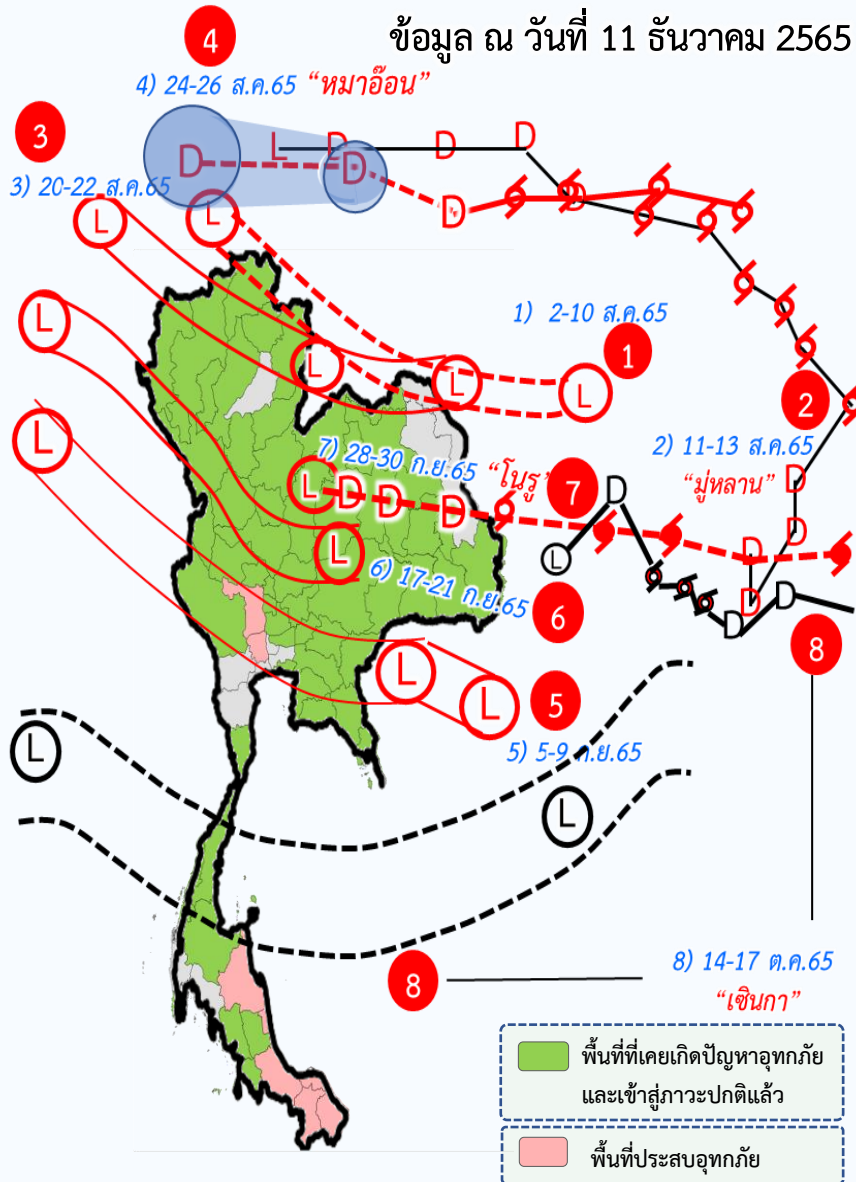 ข้อมูล ณ วันที่ 11 ธันวาคม 2565
4
4) 24-26 ส.ค.65 “หมาอ๊อน”
3
3) 20-22 ส.ค.65
L D D D
D D D
L L
1) 2-10 ส.ค.65
1
L
L L L
2
2) 11-13 ส.ค.65
“มู่หลาน”
L
7) 28-30 ก.ย.65 “โนรู”
7
L D D D
D D
D D
L L
6) 17-21 ก.ย.65
6
D D D
8
L
L
5
5) 5-9 ก.ย.65
L
L
8
8) 14-17 ต.ค.65
“เซินกา”
พื้นที่ที่เคยเกิดปัญหาอุทกภัย
และเข้าสู่ภาวะปกติแล้ว
พื้นที่ประสบอุทกภัย